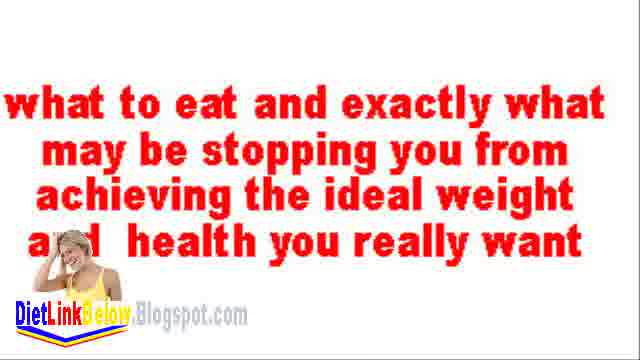 what to eat and exactly what
may be stopping you from
achieving the ideal weight
and health you really want
DietLinkBelow.Blogspot.com